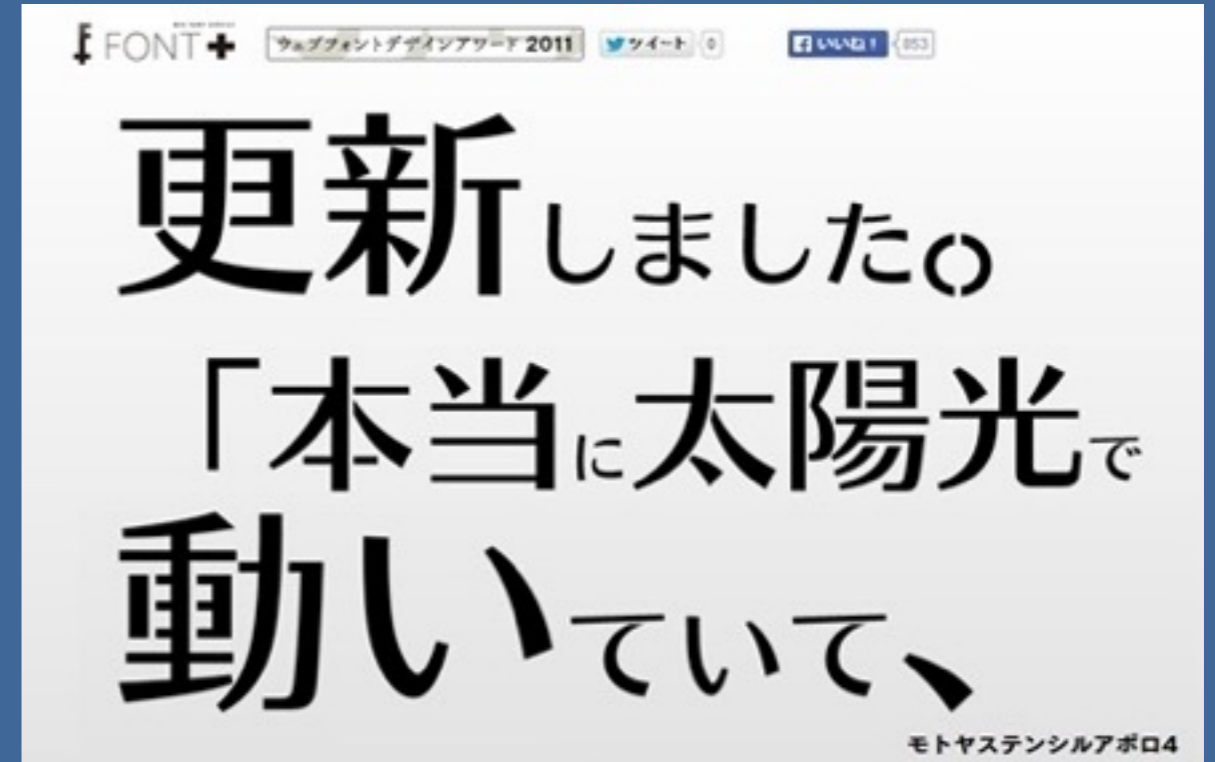 FONT+ ウェブフォントデザインアワード 2011 ツイート 0 いいね！ 853
更新しました。
「本当に太陽光で
動いていて、
モトヤステンシルアポロ4